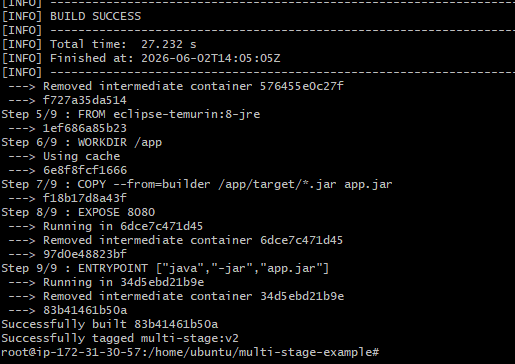 [INFO] ------------------------------------------------------------------------
[INFO] BUILD SUCCESS
[INFO] ------------------------------------------------------------------------
[INFO] Total time:  27.232 s
[INFO] Finished at: 2026-06-02T14:05:05Z
[INFO] ------------------------------------------------------------------------
 ---> Removed intermediate container 576455e0c27f
 ---> f727a35da514
Step 5/9 : FROM eclipse-temurin:8-jre
 ---> 1ef686a85b23
Step 6/9 : WORKDIR /app
 ---> Using cache
 ---> 6e8f8fcf1666
Step 7/9 : COPY --from=builder /app/target/*.jar app.jar
 ---> f18b17d8a43f
Step 8/9 : EXPOSE 8080
 ---> Running in 6dce7c471d45
 ---> Removed intermediate container 6dce7c471d45
 ---> 97d0e48823bf
Step 9/9 : ENTRYPOINT ["java","-jar","app.jar"]
 ---> Running in 34d5ebd21b9e
 ---> Removed intermediate container 34d5ebd21b9e
 ---> 83b41461b50a
Successfully built 83b41461b50a
Successfully tagged multi-stage:v2
root@ip-172-31-30-57:/home/ubuntu/multi-stage-example#